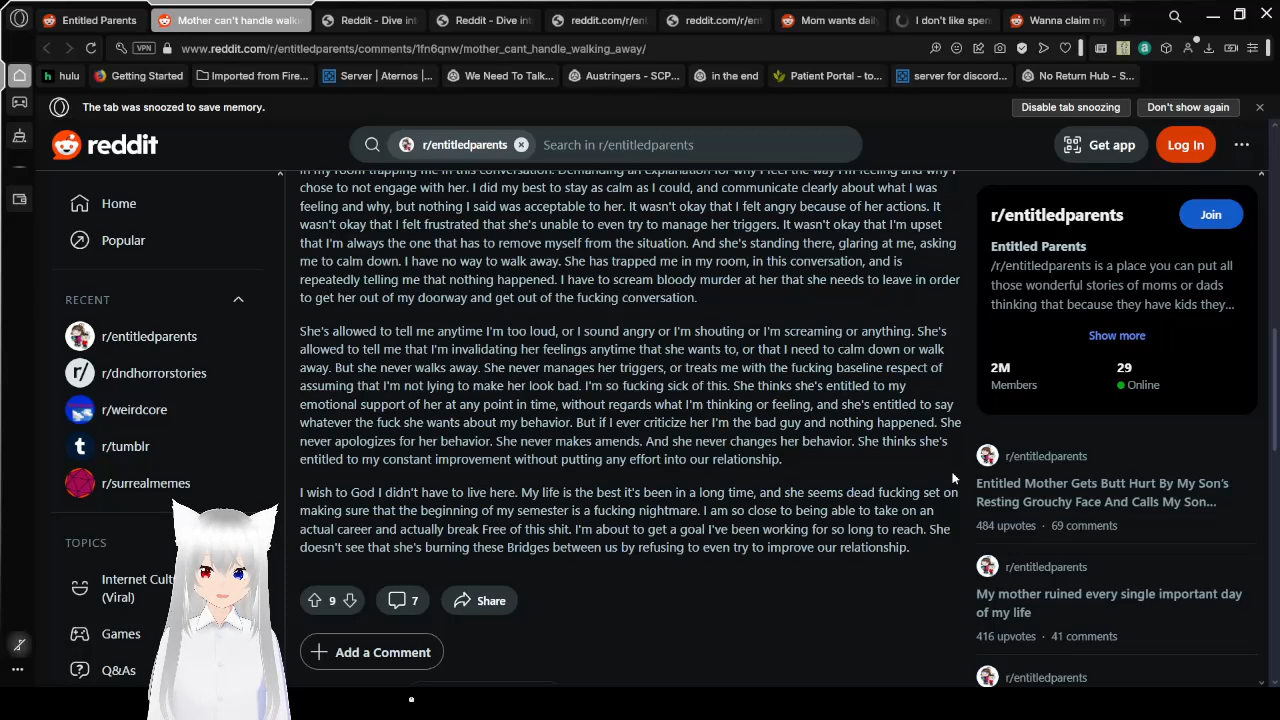 Entitled Parents
Mother can't handle walki
Reddit - Dive int
Reddit - Dive int
reddit.com/r/ent
reddit.com/r/ent
Mom wants daily
I don't like spen
Wanna claim my
VPN
www.reddit.com/r/entitledparents/comments/1fn6qnw/mother_cant_handle_walking_away/
hulu
Getting Started
Imported from Fire...
Server | Aternos |...
We Need To Talk...
Austringers - SCP...
in the end
Patient Portal - to...
server for discord...
No Return Hub - S...
The tab was snoozed to save memory.
Disable tab snoozing
Don't show again
reddit
r/entitledparents
Search in r/entitledparents
Get app
Log In
Home
Popular
RECENT
r/entitledparents
r/dndhorrorstories
r/weirdcore
r/tumblr
r/surrealmemes
TOPICS
Internet Cult
(Viral)
Games
Q&As
in my room trapping me in this conversation. Demanding an explanation for why I feel the way I'm feeling and why I
chose to not engage with her. I did my best to stay as calm as I could, and communicate clearly about what I was
feeling and why, but nothing I said was acceptable to her. It wasn't okay that I felt angry because of her actions. It
wasn't okay that I felt frustrated that she's unable to even try to manage her triggers. It wasn't okay that I'm upset
that I'm always the one that has to remove myself from the situation. And she's standing there, glaring at me, asking
me to calm down. I have no way to walk away. She has trapped me in my room, in this conversation, and is
repeatedly telling me that nothing happened. I have to scream bloody murder at her that she needs to leave in order
to get her out of my doorway and get out of the fucking conversation.
She's allowed to tell me anytime I'm too loud, or I sound angry or I'm shouting or I'm screaming or anything. She's
allowed to tell me that I'm invalidating her feelings anytime that she wants to, or that I need to calm down or walk
away. But she never walks away. She never manages her triggers, or treats me with the fucking baseline respect of
assuming that I'm not lying to make her look bad. I'm so fucking sick of this. She thinks she's entitled to my
emotional support of her at any point in time, without regards what I'm thinking or feeling, and she's entitled to say
whatever the fuck she wants about my behavior. But if I ever criticize her I'm the bad guy and nothing happened. She
never apologizes for her behavior. She never makes amends. And she never changes her behavior. She thinks she's
entitled to my constant improvement without putting any effort into our relationship.
I wish to God I didn't have to live here. My life is the best it's been in a long time, and she seems dead fucking set on
making sure that the beginning of my semester is a fucking nightmare. I am so close to being able to take on an
actual career and actually break Free of this shit. I'm about to get a goal I've been working for so long to reach. She
doesn't see that she's burning these Bridges between us by refusing to even try to improve our relationship.
9
7
Share
Add a Comment
r/entitledparents
Join
Entitled Parents
/r/entitledparents is a place you can put all
those wonderful stories of moms or dads
thinking that because they have kids they...
Show more
2M
29
Members
Online
r/entitledparents
Entitled Mother Gets Butt Hurt By My Son's
Resting Grouchy Face And Calls My Son...
484 upvotes · 69 comments
r/entitledparents
My mother ruined every single important day
of my life
416 upvotes · 41 comments
r/entitledparents